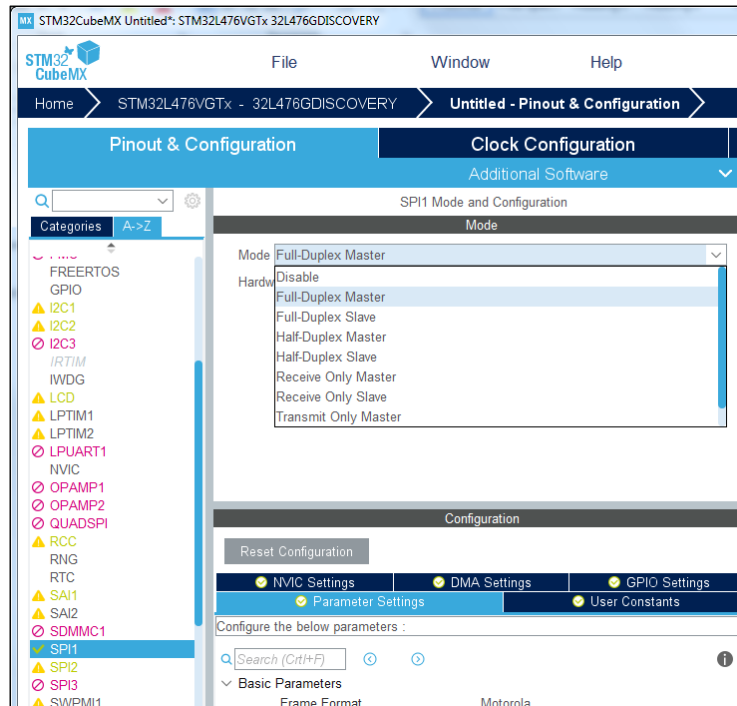 MX STM32CubeMX Untitled*: STM32L476VGTx 32L476GDISCOVERY
STM32
CubeMX
File Window Help
Home STM32L476VGTx - 32L476GDISCOVERY Untitled - Pinout & Configuration
Pinout & Configuration Clock Configuration
Additional Software
SPI1 Mode and Configuration
Categories A->Z
Mode
Mode Full-Duplex Master
Hardw
Disable
Full-Duplex Master
Full-Duplex Slave
Half-Duplex Master
Half-Duplex Slave
Receive Only Master
Receive Only Slave
Transmit Only Master
FREERTOS
GPIO
I2C1
I2C2
I2C3
IRTIM
IWDG
LCD
LPTIM1
LPTIM2
LPUART1
NVIC
OPAMP1
OPAMP2
QUADSPI
RCC
RNG
RTC
SAI1
SAI2
SDMMC1
SPI1
SPI2
SPI3
SWPMI1
Configuration
Reset Configuration
NVIC Settings DMA Settings GPIO Settings
Parameter Settings User Constants
Configure the below parameters :
Search (Crtl+F)
Basic Parameters
Frame Format Motorola